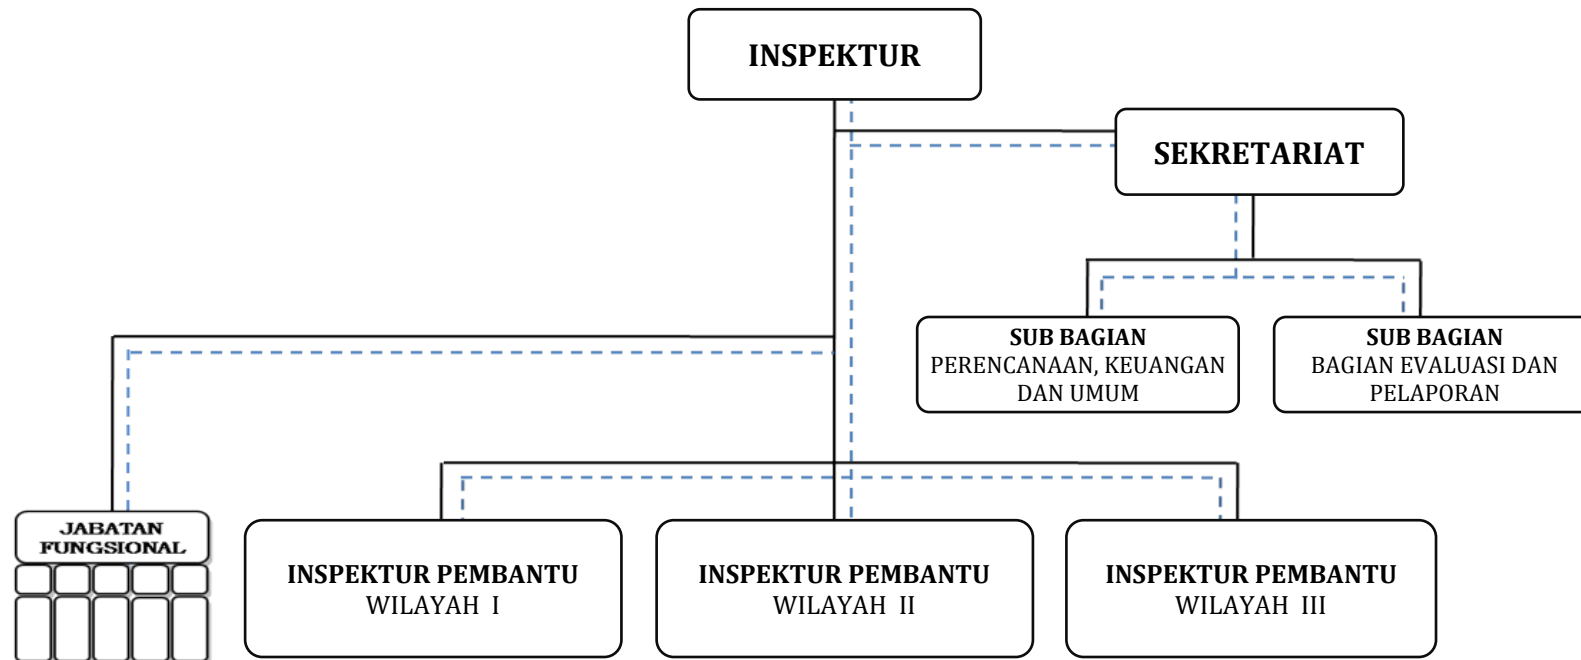 INSPEKTUR
SEKRETARIAT
SUB BAGIAN
PERENCANAAN, KEUANGAN
DAN UMUM
SUB BAGIAN
BAGIAN EVALUASI DAN
PELAPORAN
JABATAN
FUNGSIONAL
INSPEKTUR PEMBANTU
WILAYAH I
INSPEKTUR PEMBANTU
WILAYAH II
INSPEKTUR PEMBANTU
WILAYAH III